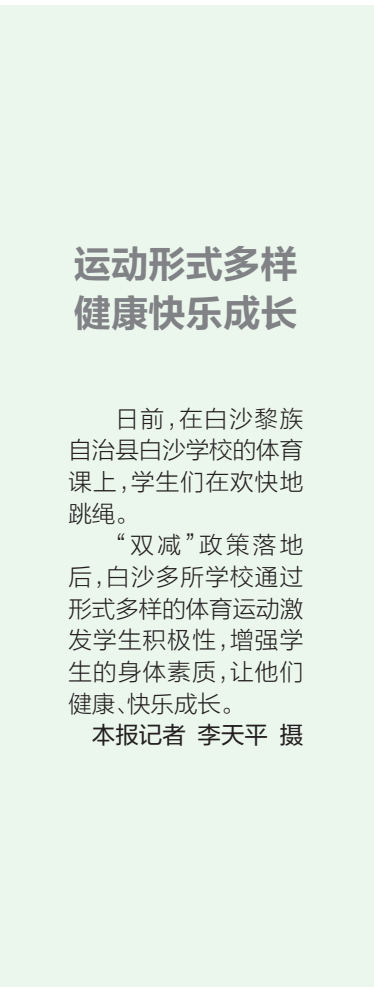 运动形式多样
健康快乐成长
日前，在白沙黎族
自治县白沙学校的体育
课上，学生们在欢快地
跳绳。
“双减”政策落地
后，白沙多所学校通过
形式多样的体育运动激
发学生积极性，增强学
生的身体素质，让他们
健康、快乐成长。
本报记者 李天平 摄